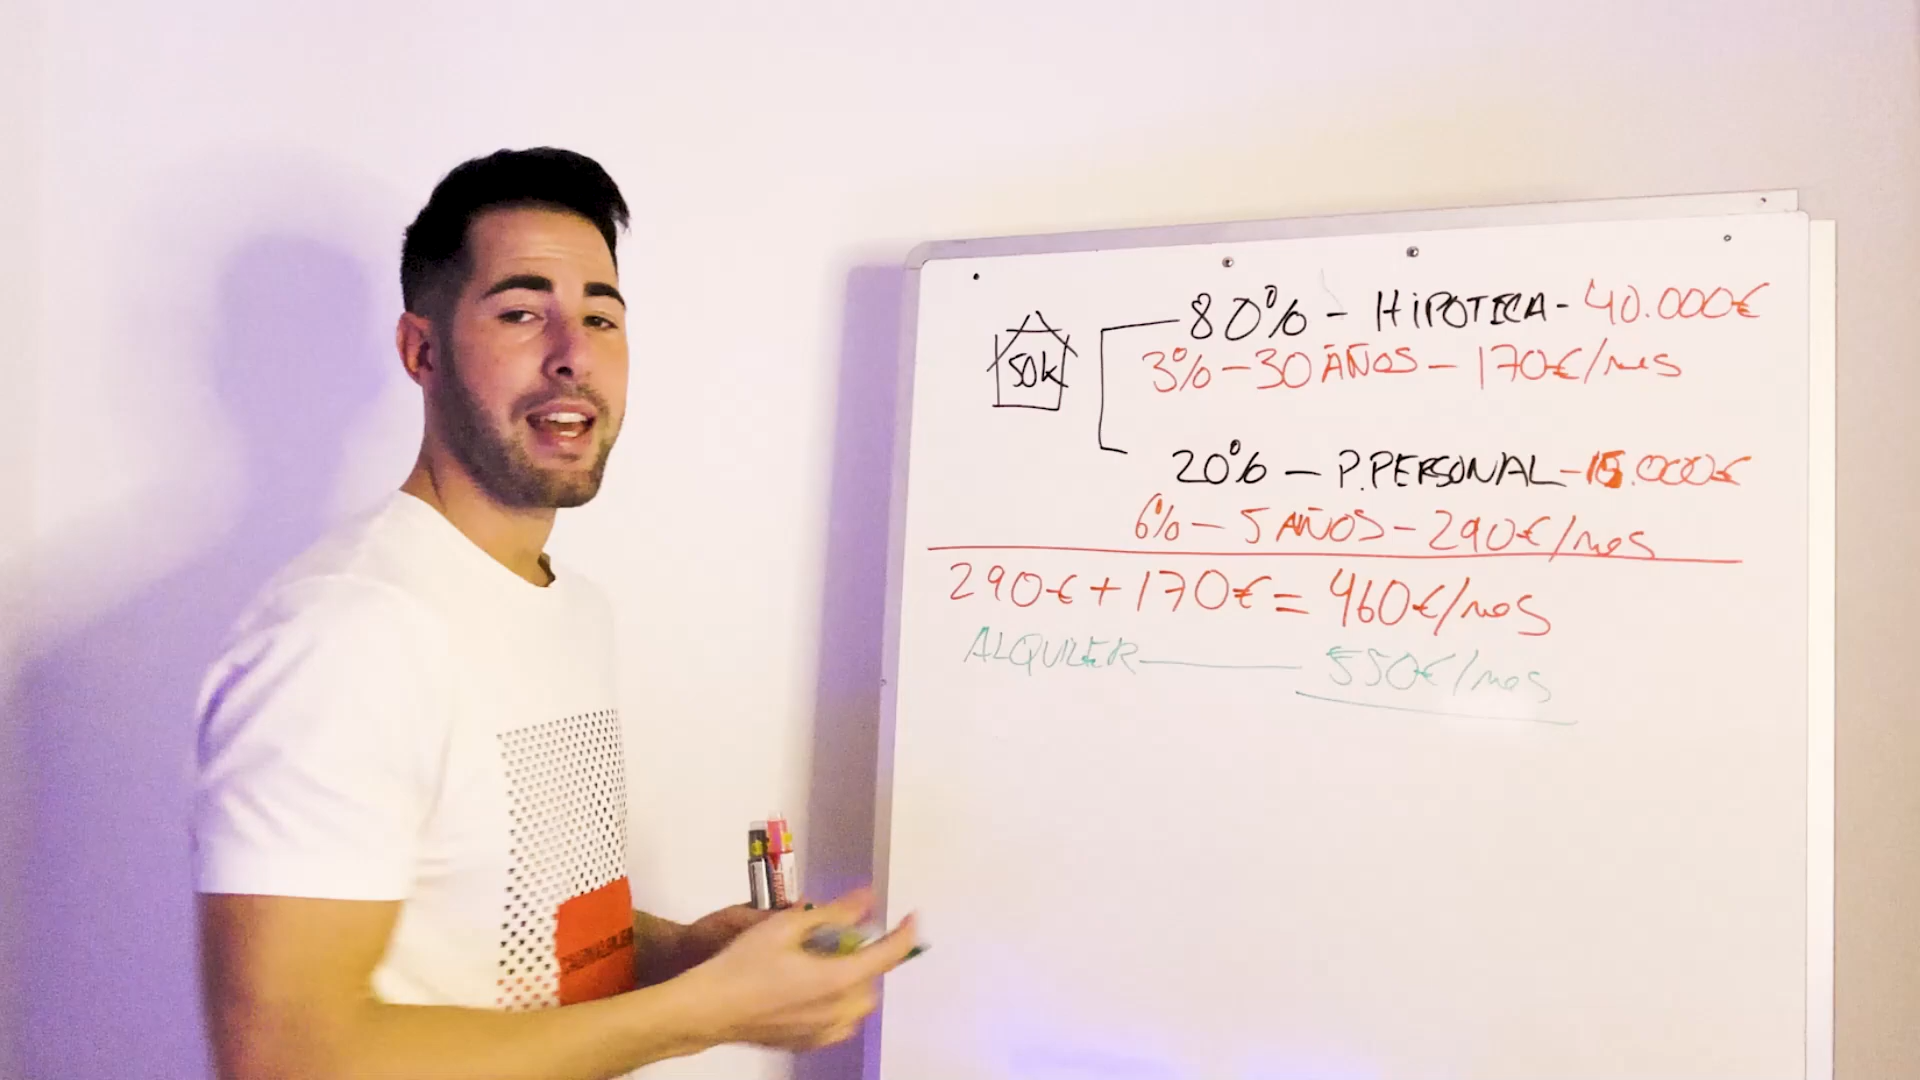 80% - HIPOTECA - 40.000€
50K
3% - 30 AÑOS - 170€/mes
20% - P.PERSONAL - 15.000€
6% - 5 AÑOS - 290€/mes
290€ + 170€ = 460€/mes
ALQUILER 550€/mes